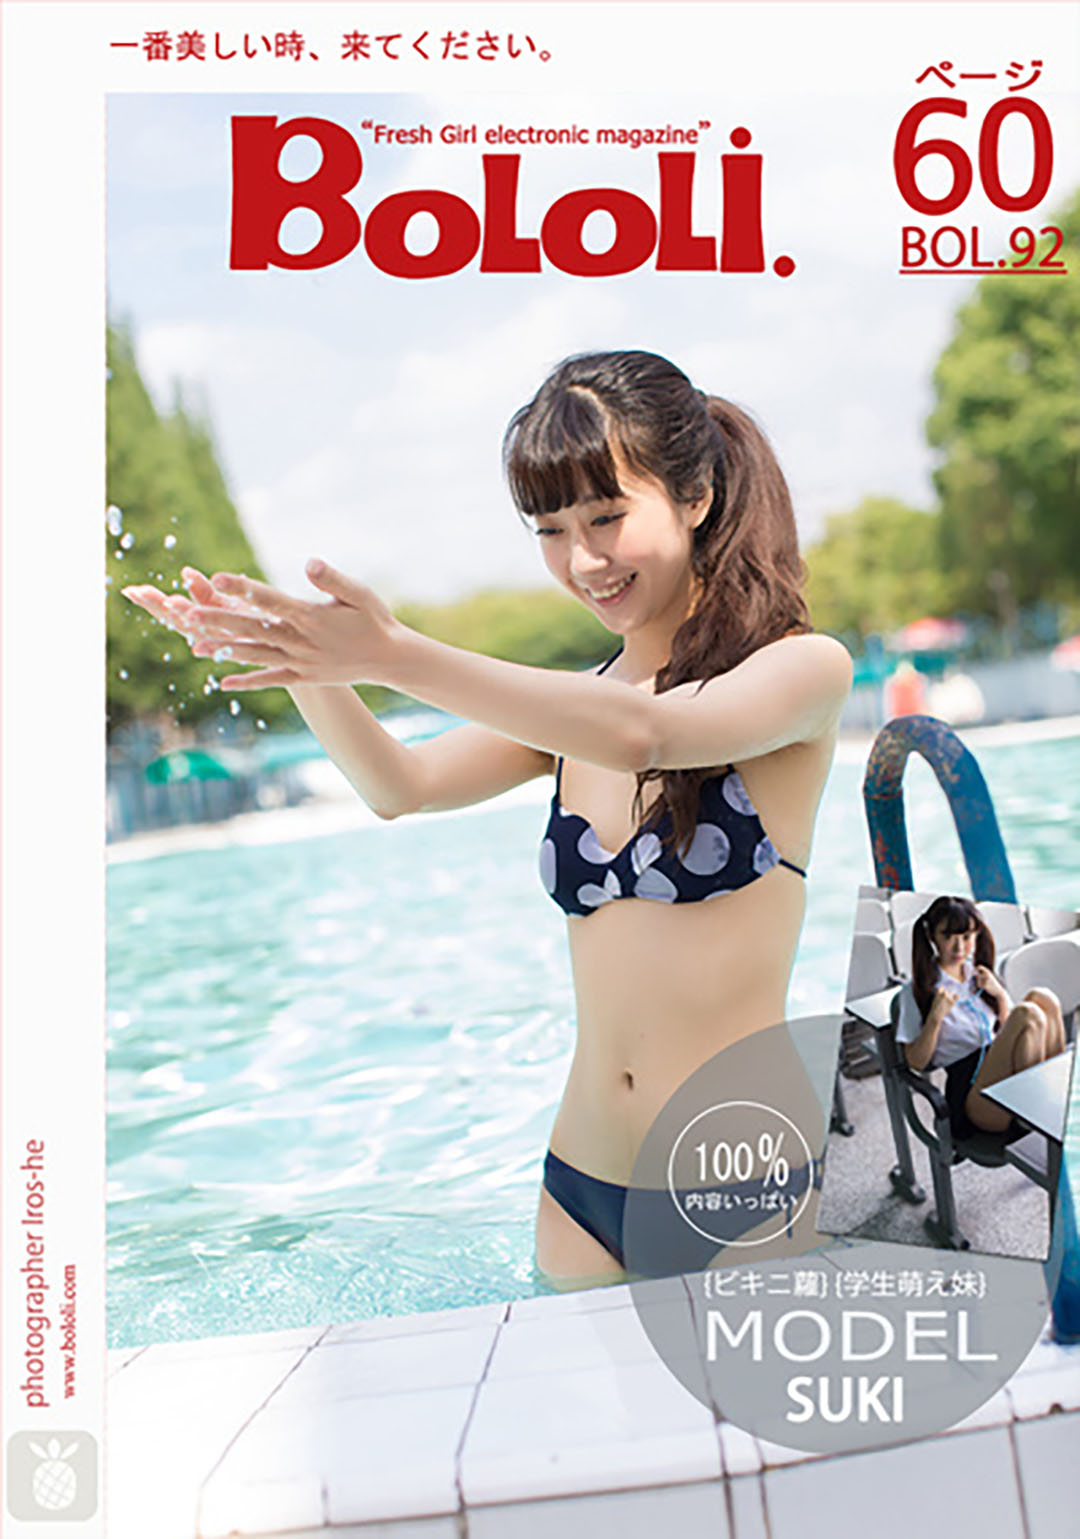 一番美しい時、来てください。
ページ
60
BOL.92
“Fresh Girl electronic magazine”
BoLoLi.
100%
内容いっぱい
{ビキニ蘿} {学生萌え妹}
MODEL
SUKI
photographer Iros-he
www.bololi.com